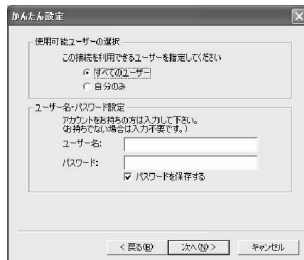 かんたん設定
使用可能ユーザーの選択
この接続を利用できるユーザーを指定してください
すべてのユーザー
自分のみ
ユーザー名・パスワード設定
アカウントをお持ちの方は入力して下さい。
(お持ちでない場合は入力不要です。)
ユーザー名:
パスワード:
パスワードを保存する
< 戻る(B)
次へ(N) >
キャンセル